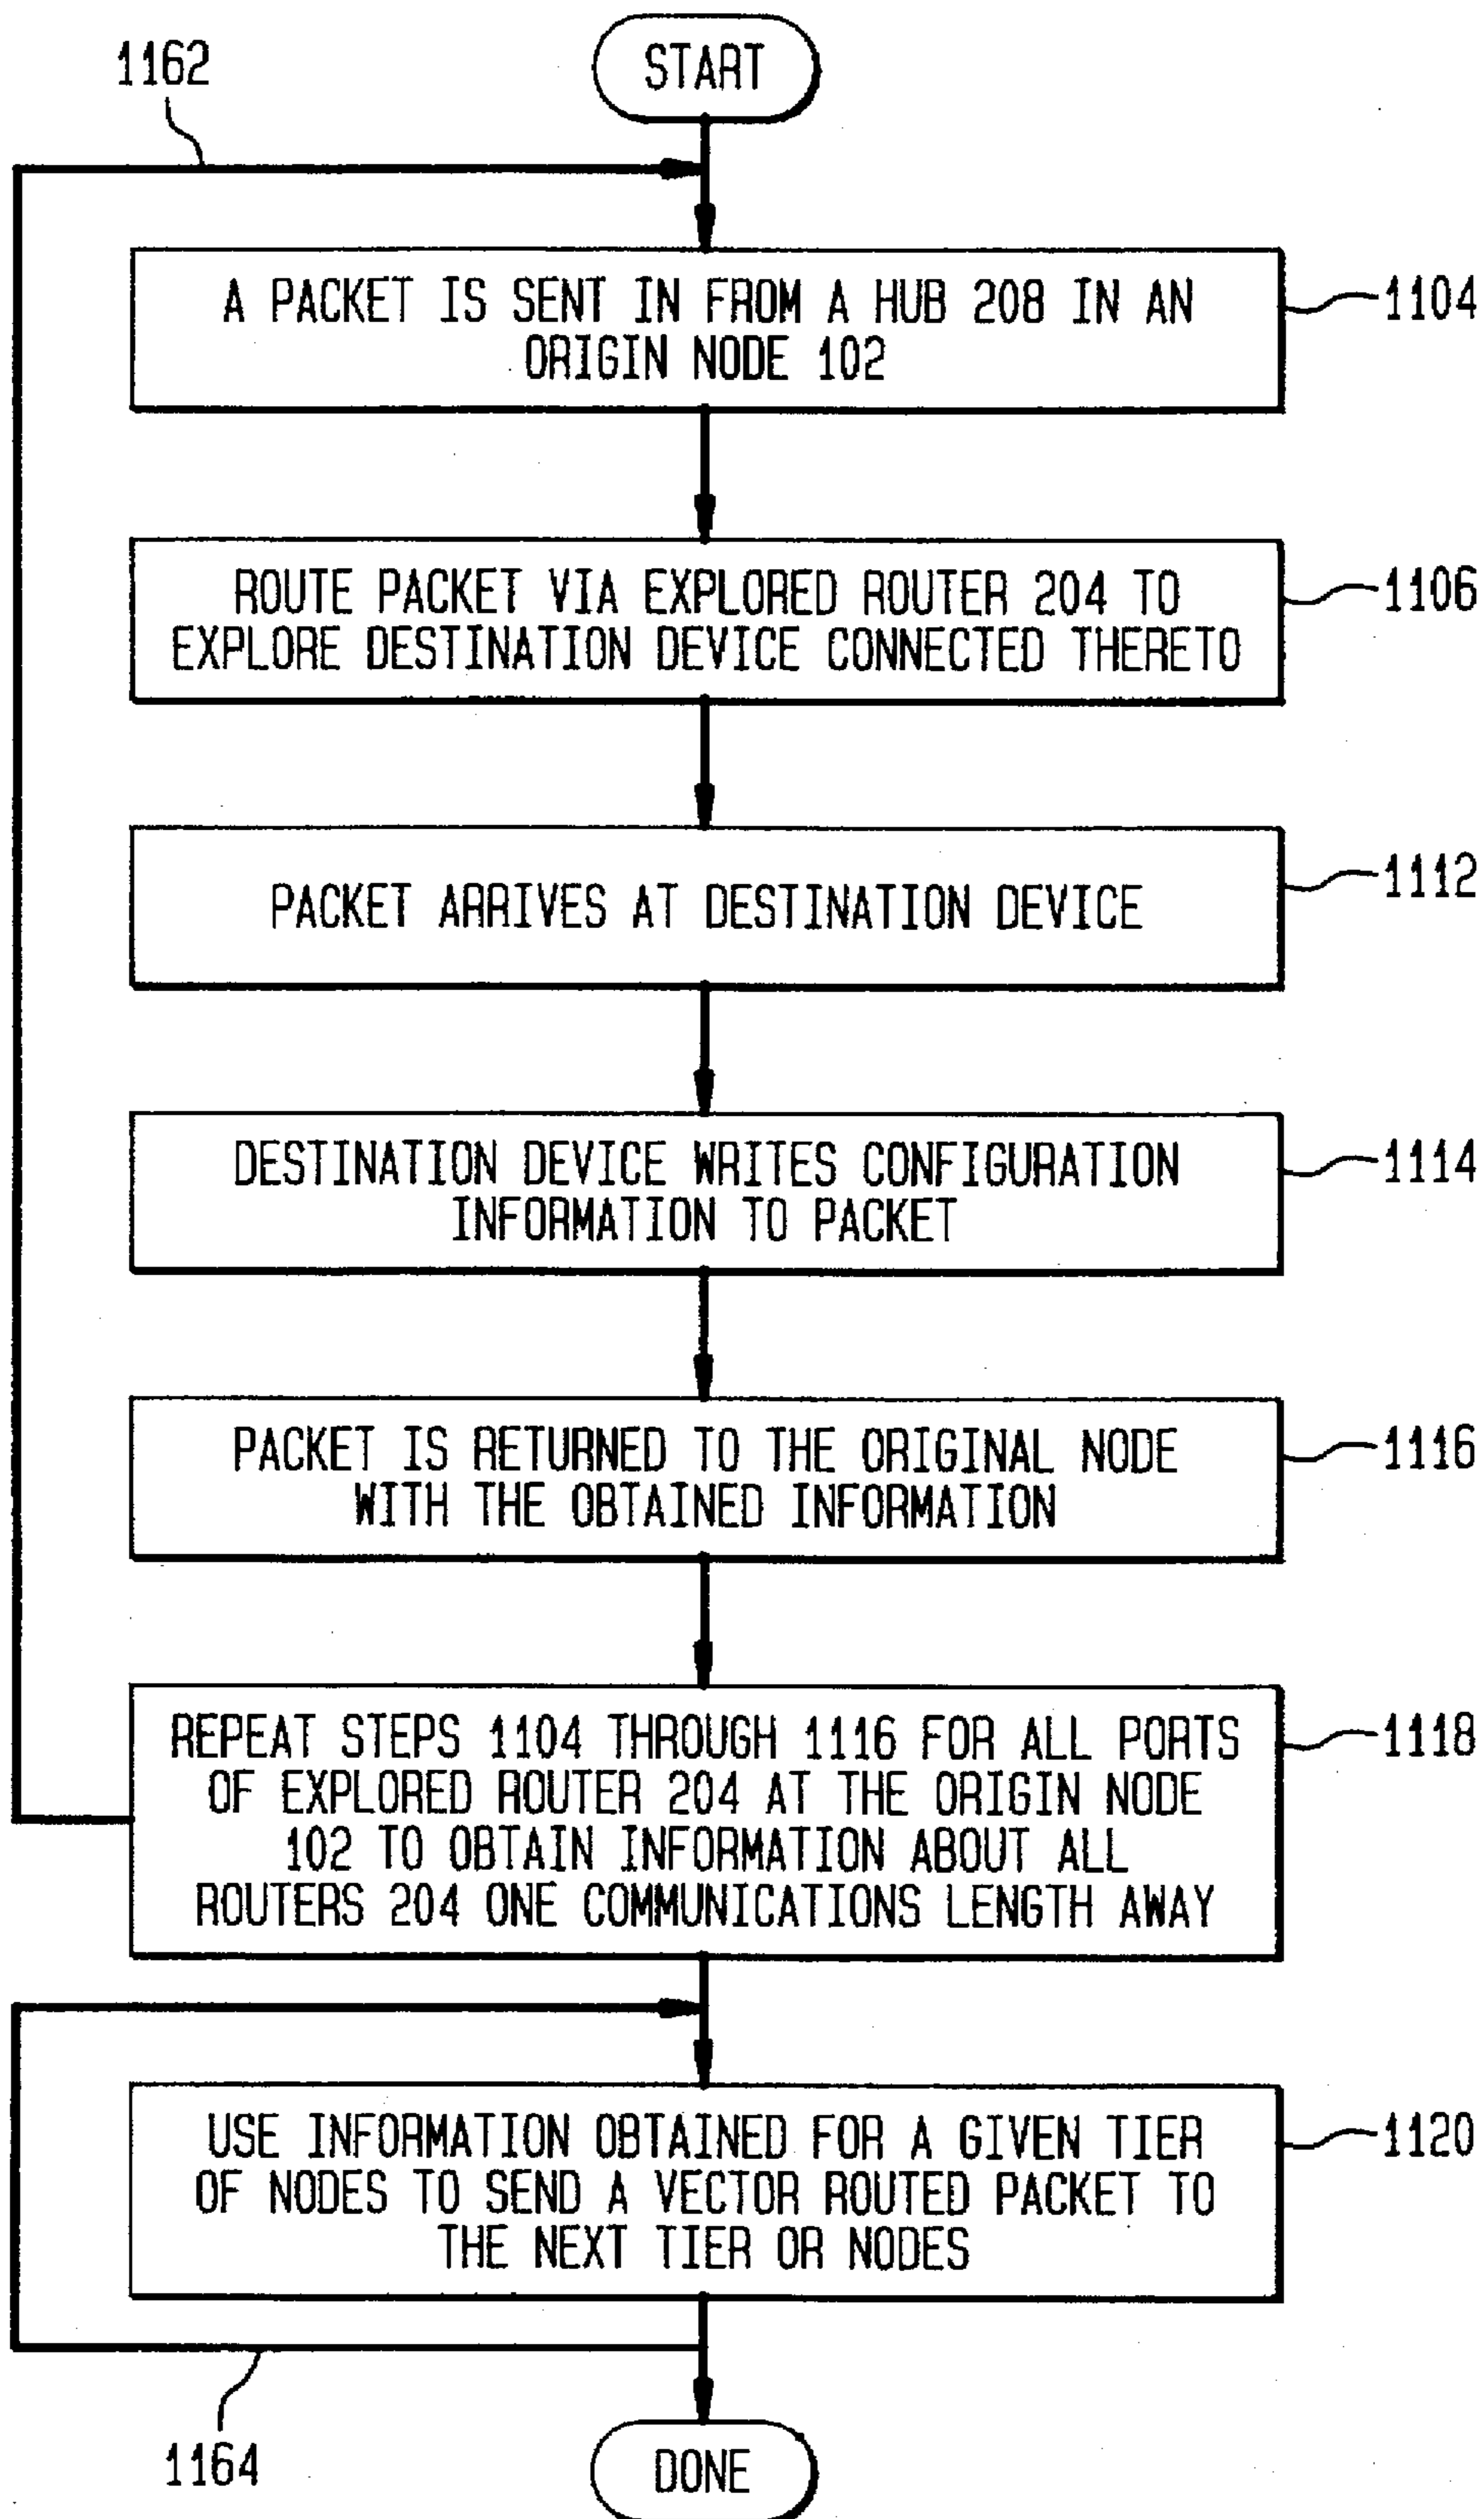 START
1162
A PACKET IS SENT IN FROM A HUB 208 IN AN
ORIGIN NODE 102
1104
ROUTE PACKET VIA EXPLORED ROUTER 204 TO
EXPLORE DESTINATION DEVICE CONNECTED THERETO
1106
PACKET ARRIVES AT DESTINATION DEVICE
1112
DESTINATION DEVICE WRITES CONFIGURATION
INFORMATION TO PACKET
1114
PACKET IS RETURNED TO THE ORIGINAL NODE
WITH THE OBTAINED INFORMATION
1116
REPEAT STEPS 1104 THROUGH 1116 FOR ALL PORTS
OF EXPLORED ROUTER 204 AT THE ORIGIN NODE
102 TO OBTAIN INFORMATION ABOUT ALL
ROUTERS 204 ONE COMMUNICATIONS LENGTH AWAY
1118
USE INFORMATION OBTAINED FOR A GIVEN TIER
OF NODES TO SEND A VECTOR ROUTED PACKET TO
THE NEXT TIER OR NODES
1120
1164
DONE